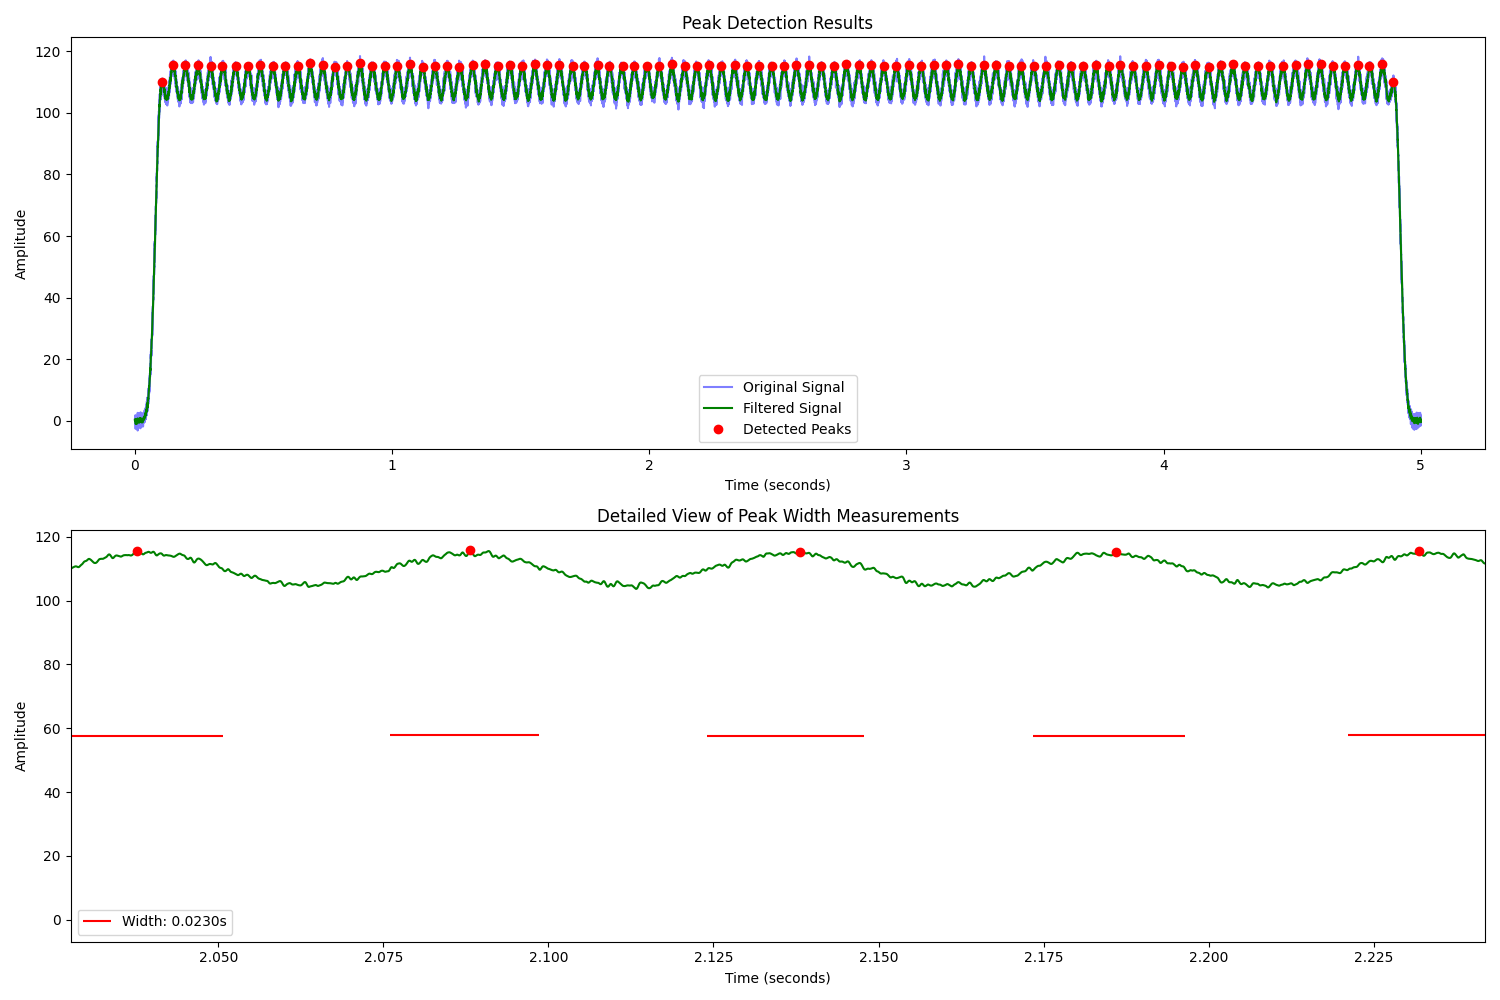 Peak Detection Results
120
100
80
60
40
20
0
Amplitude
Original Signal
Filtered Signal
Detected Peaks
0 1 2 3 4 5
Time (seconds)
Detailed View of Peak Width Measurements
120
100
80
60
40
20
0
Amplitude
Width: 0.0230s
2.050 2.075 2.100 2.125 2.150 2.175 2.200 2.225
Time (seconds)